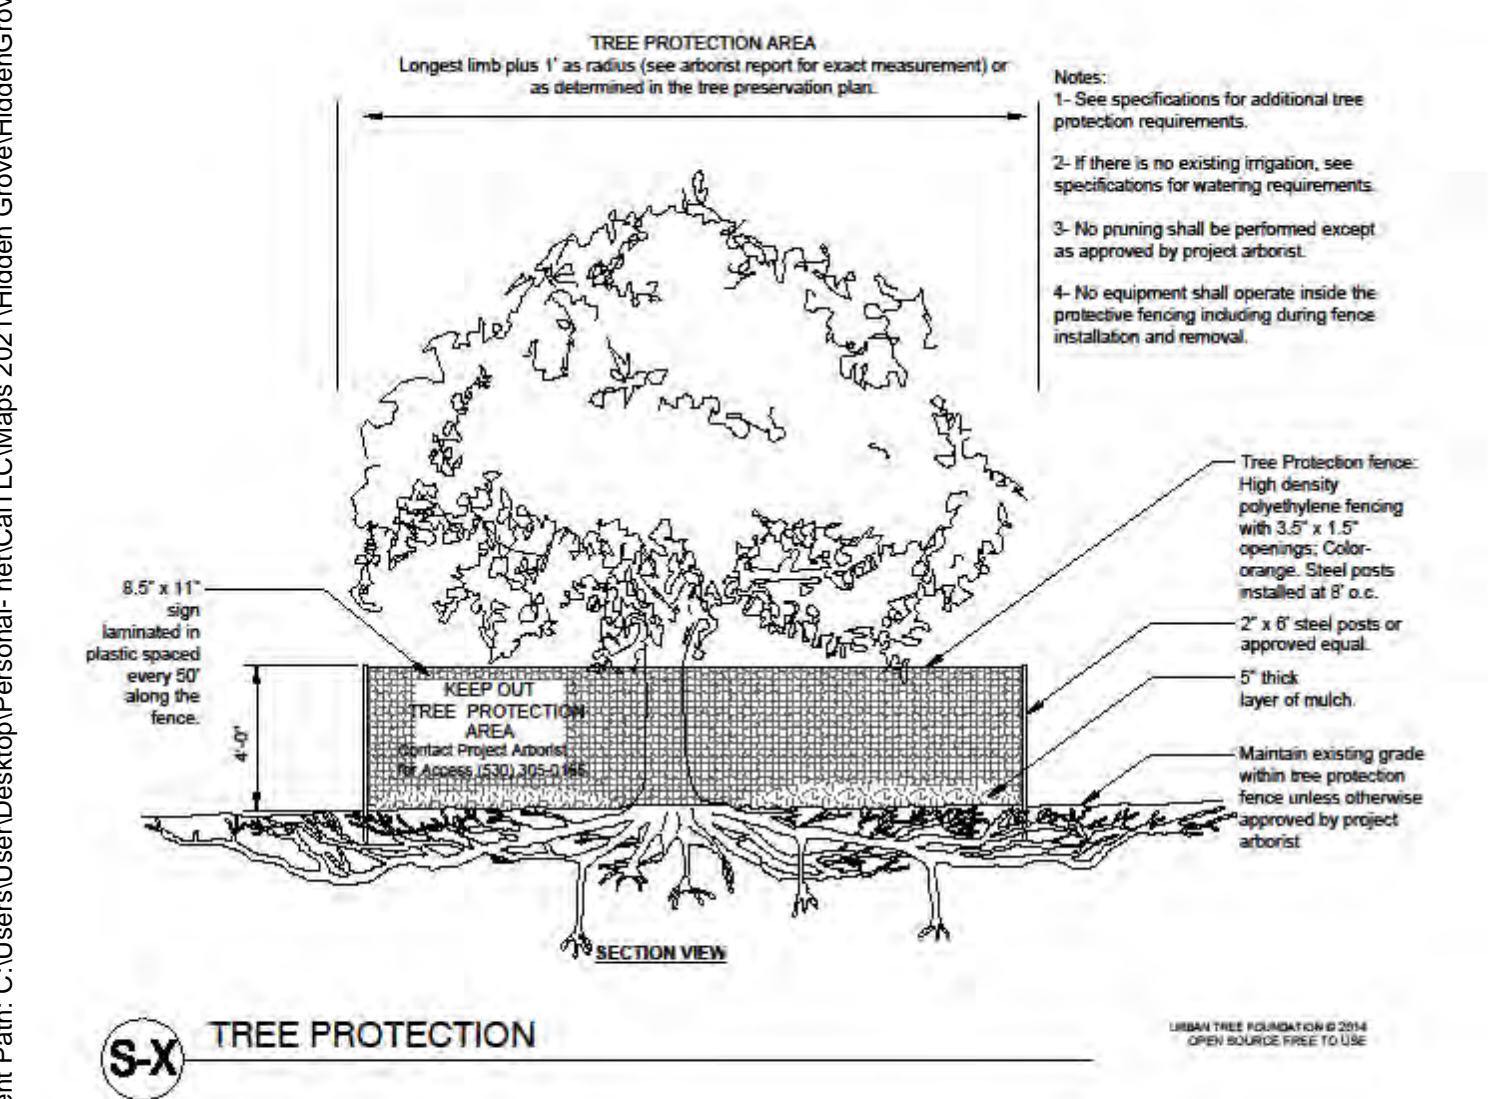 TREE PROTECTION AREA
Longest limb plus 1' as radius (see arborist report for exact measurement) or
as determined in the tree preservation plan.
Notes:
1- See specifications for additional tree
protection requirements.
2- If there is no existing irrigation, see
specifications for watering requirements.
3- No pruning shall be performed except
as approved by project arborist.
4- No equipment shall operate inside the
protective fencing including during fence
installation and removal.
Tree Protection fence:
High density
polyethylene fencing
with 3.5" x 1.5"
openings; Color-
orange. Steel posts
installed at 8' o.c.
2" x 6' steel posts or
approved equal.
5" thick
layer of mulch.
Maintain existing grade
within tree protection
fence unless otherwise
approved by project
arborist
8.5" x 11"
sign
laminated in
plastic spaced
every 50'
along the
fence.
4'-0"
KEEP OUT
TREE PROTECTION
AREA
Contact Project Arborist
for Access (530) 305-0165
SECTION VIEW
S-X
TREE PROTECTION
URBAN TREE FOUNDATION © 2014
OPEN SOURCE FREE TO USE
ent Path: C:\Users\User\Desktop\Personal- net\Cal TLC\Maps 2021\Hidden Grove\HiddenGrov